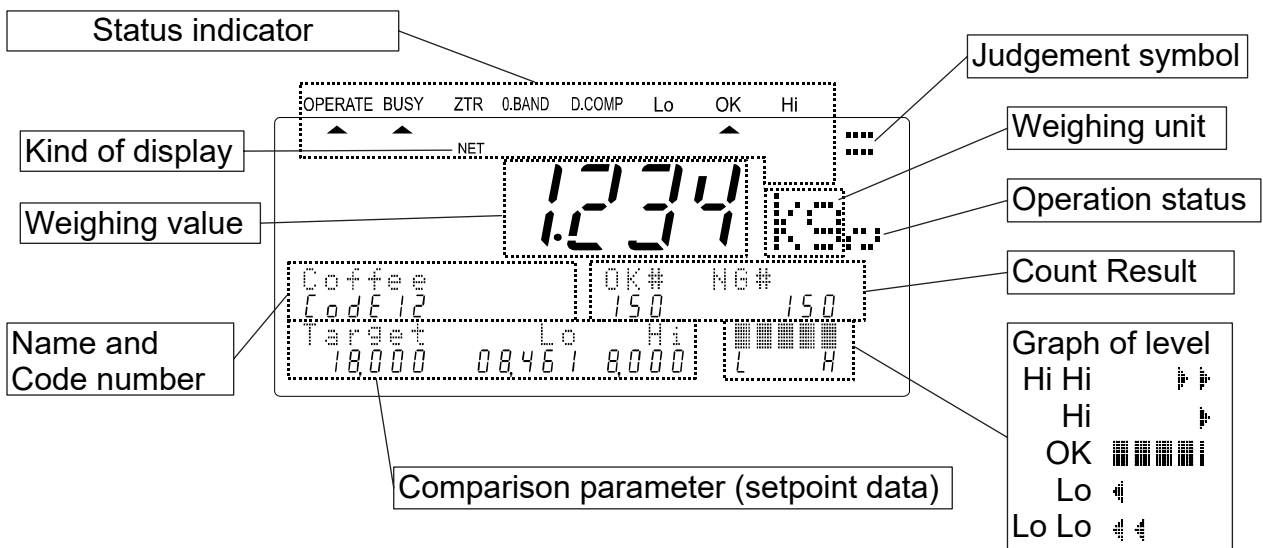 Status indicator
Judgement symbol
OPERATE BUSY ZTR 0.BAND D.COMP Lo OK Hi
Weighing unit
Kind of display
NET
Operation status
Weighing value
1.234 kg
Count Result
Coffee OK# NG#
CodE12 150 150
Name and
Code number
Target Lo Hi
18,000 08,461 8,000 L H
Graph of level
Hi Hi
Hi
OK
Lo
Lo Lo
Comparison parameter (setpoint data)